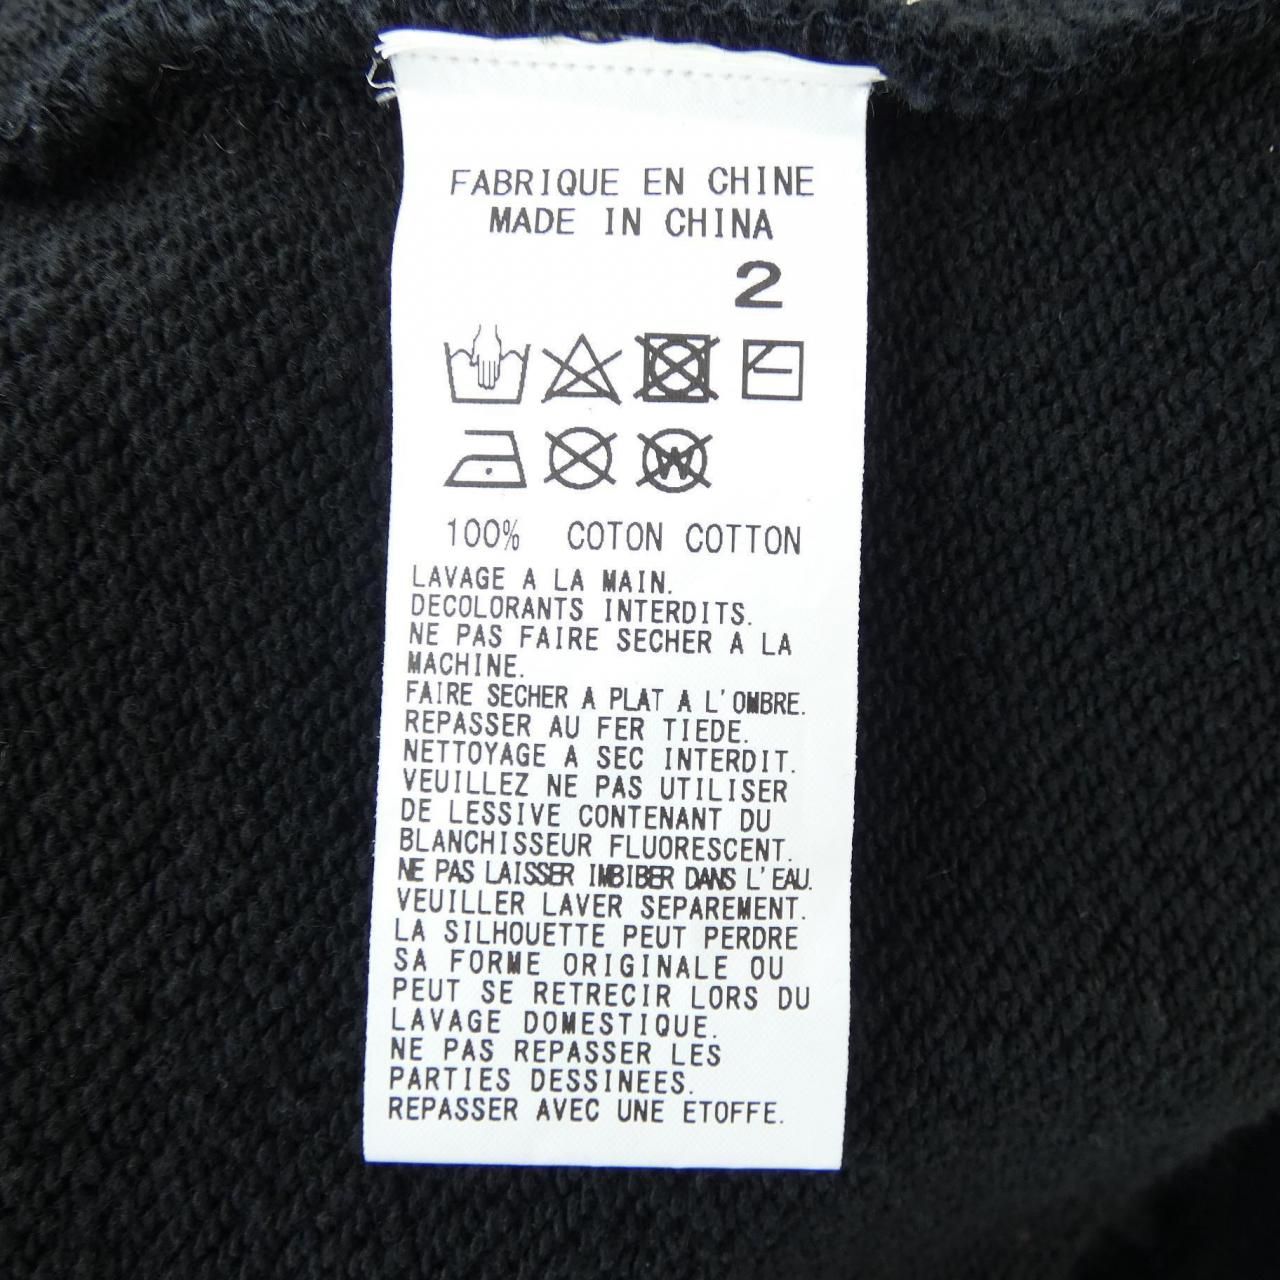 FABRIQUE EN CHINE
MADE IN CHINA
2
W
100% COTON COTTON
LAVAGE A LA MAIN.
DECOLORANTS INTERDITS.
NE PAS FAIRE SECHER A LA
MACHINE.
FAIRE SECHER A PLAT A L'OMBRE.
REPASSER AU FER TIEDE.
NETTOYAGE A SEC INTERDIT.
VEUILLEZ NE PAS UTILISER
DE LESSIVE CONTENANT DU
BLANCHISSEUR FLUORESCENT.
NE PAS LAISSER IMBIBER DANS L'EAU.
VEUILLER LAVER SEPAREMENT.
LA SILHOUETTE PEUT PERDRE
SA FORME ORIGINALE OU
PEUT SE RETRECIR LORS DU
LAVAGE DOMESTIQUE.
NE PAS REPASSER LES
PARTIES DESSINEES.
REPASSER AVEC UNE ETOFFE.